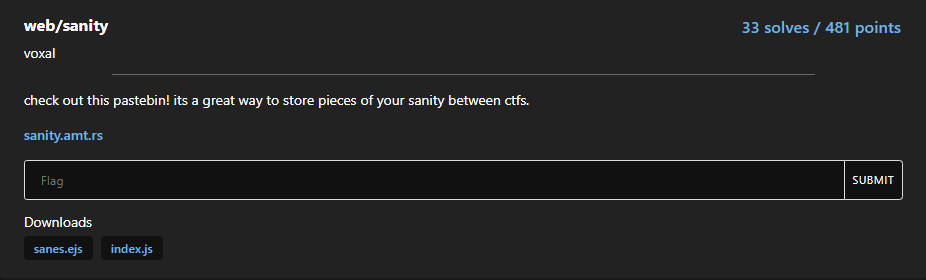 web/sanity
33 solves / 481 points
voxal
check out this pastebin! its a great way to store pieces of your sanity between ctfs.
sanity.amt.rs
Flag
SUBMIT
Downloads
sanes.ejs index.js